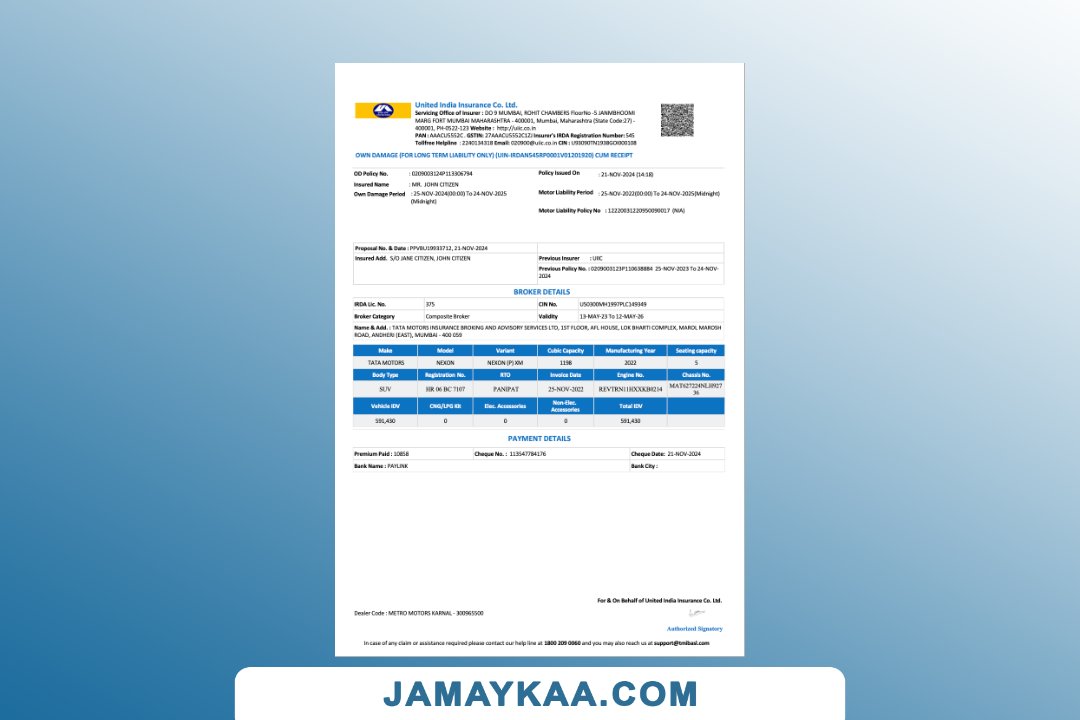 United India Insurance Co. Ltd.
Servicing Office of Insurer : DO 9 MUMBAI, ROHIT CHAMBERS FloorNo -5 JANMBHOOMI
MARG FORT MUMBAI MAHARASHTRA - 400001, Mumbai, Maharashtra (State Code:27) -
400001, PH-0522-123 Website : http://uiic.co.in
PAN : AAACU5552C . GSTIN: 27AAACU5552C1ZJ Insurer's IRDA Registration Number: 545
Tollfree Helpline : 2240134318 Email: 020900@uiic.co.in CIN : U93090TN1938GOI000108
OWN DAMAGE (FOR LONG TERM LIABILITY ONLY) (UIN-IRDAN545RP0001V01201920) CUM RECEIPT
OD Policy No. : 0209003124P113306794 Policy Issued On : 21-NOV-2024 (14:18)
Insured Name : MR. JOHN CITIZEN
Own Damage Period : 25-NOV-2024(00:00) To 24-NOV-2025 Motor Liability Period : 25-NOV-2022(00:00) To 24-NOV-2025(Midnight)
(Midnight)
Motor Liability Policy No : 12220031220950090017 (N/A)
Proposal No. & Date : PPVBU19933712, 21-NOV-2024
Insured Add. S/O JANE CITIZEN, JOHN CITIZEN Previous Insurer : UIIC
Previous Policy No. : 0209003123P110638884 25-NOV-2023 To 24-NOV-
2024
BROKER DETAILS
IRDA Lic. No. 375 CIN No. U50300MH1997PLC149349
Broker Category Composite Broker Validity 13-MAY-23 To 12-MAY-26
Name & Add. : TATA MOTORS INSURANCE BROKING AND ADVISORY SERVICES LTD, 1ST FLOOR, AFL HOUSE, LOK BHARTI COMPLEX, MAROL MAROSH
ROAD, ANDHERI (EAST), MUMBAI - 400 059
Make Model Variant Cubic Capacity Manufacturing Year Seating capacity
TATA MOTORS NEXON NEXON (P) XM 1198 2022 5
Body Type Registration No. RTO Invoice Date Engine No. Chassis No.
SUV HR 06 BC 7107 PANIPAT 25-NOV-2022 REVTRN11HXXKB0214 MAT627224NLH927
36
Vehicle IDV CNG/LPG Kit Elec. Accessories Non-Elec. Accessories Total IDV
591,430 0 0 0 591,430
PAYMENT DETAILS
Premium Paid : 10858 Cheque No. : 113547784176 Cheque Date: 21-NOV-2024
Bank Name : PAYLINK Bank City :
For & On Behalf of United India Insurance Co. Ltd.
Dealer Code : METRO MOTORS KARNAL - 300965500
Authorized Signatory
In case of any claim or assistance required please contact our help line at 1800 209 0060 and you may also reach us at support@tmibasl.com
JAMAYKAA.COM